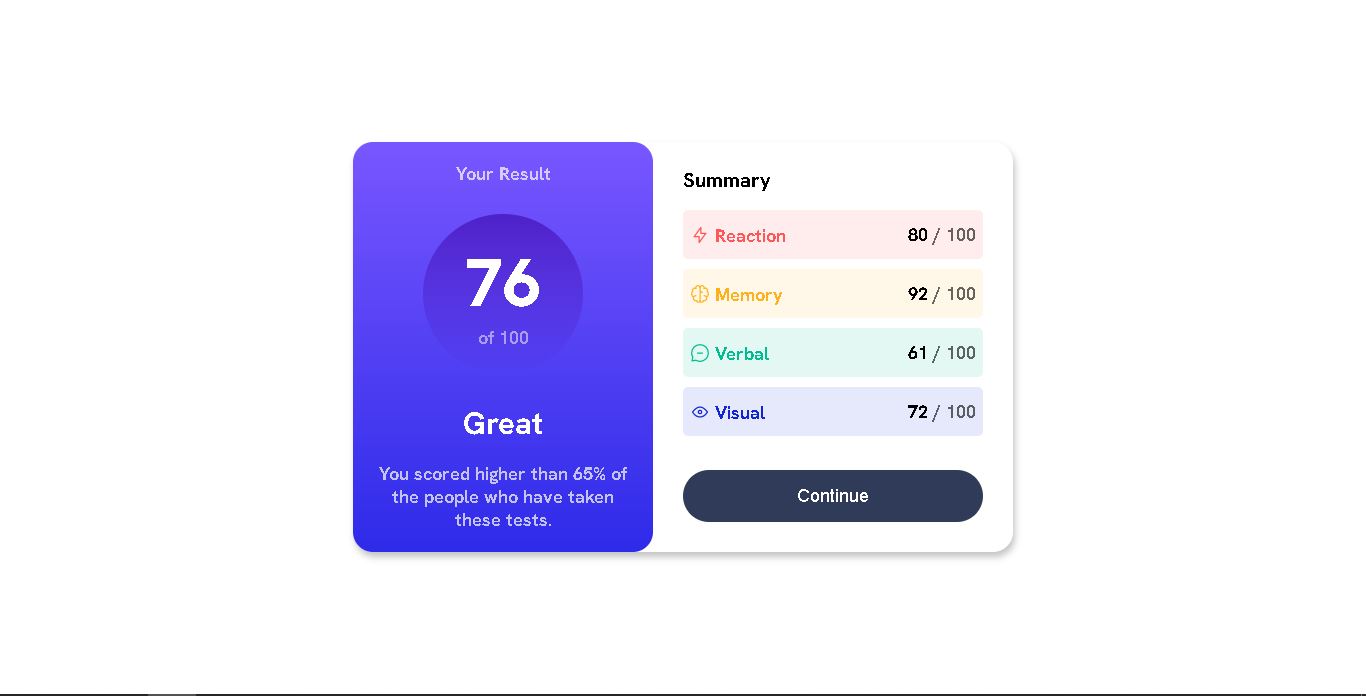 Your Result
76
of 100
Great
You scored higher than 65% of
the people who have taken
these tests.
Summary
Reaction 80 / 100
Memory 92 / 100
Verbal 61 / 100
Visual 72 / 100
Continue